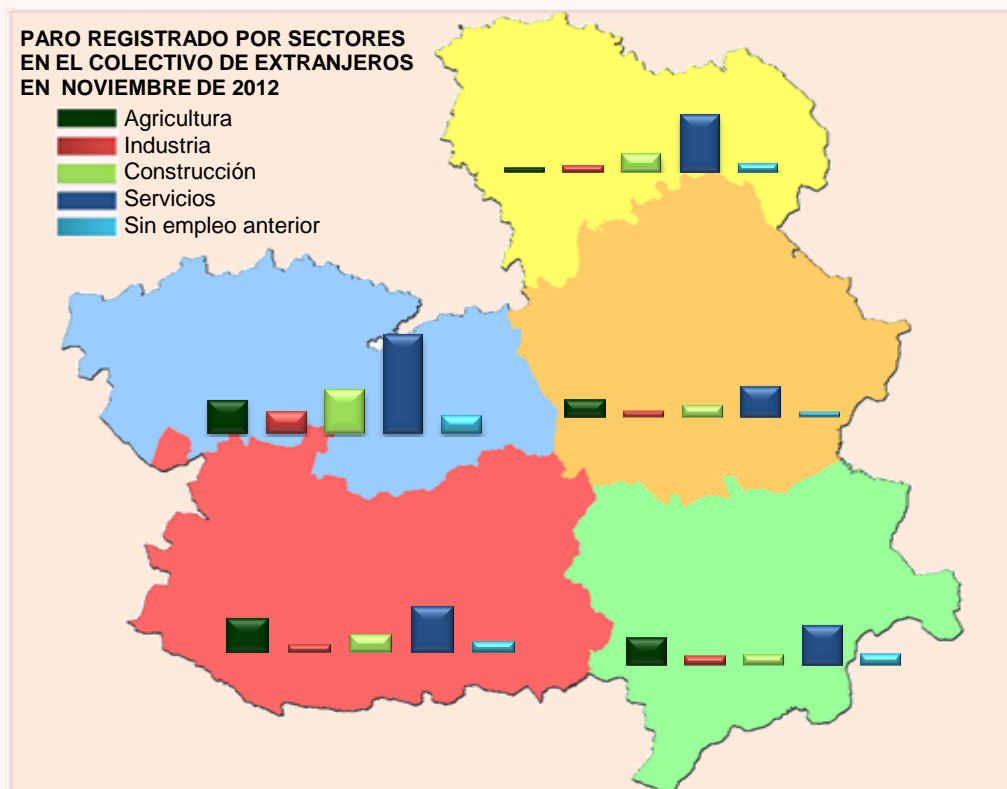 PARO REGISTRADO POR SECTORES
EN EL COLECTIVO DE EXTRANJEROS
EN NOVIEMBRE DE 2012
Agricultura
Industria
Construcción
Servicios
Sin empleo anterior